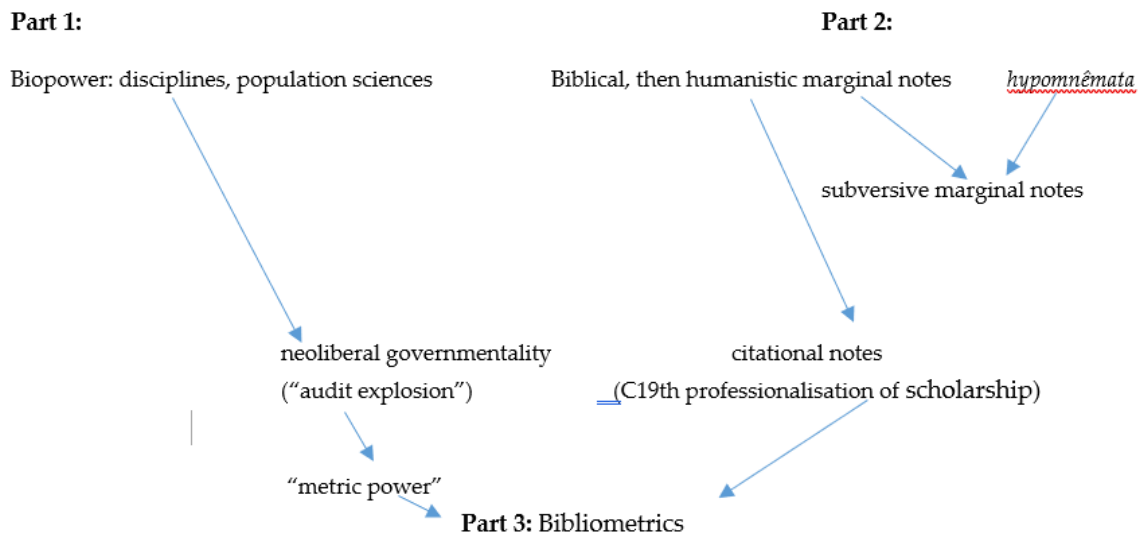 Part 1:
Part 2:
Biopower: disciplines, population sciences
Biblical, then humanistic marginal notes
hypomnêmata
subversive marginal notes
neoliberal governmentality
(“audit explosion”)
citational notes
(C19th professionalisation of scholarship)
“metric power”
Part 3: Bibliometrics